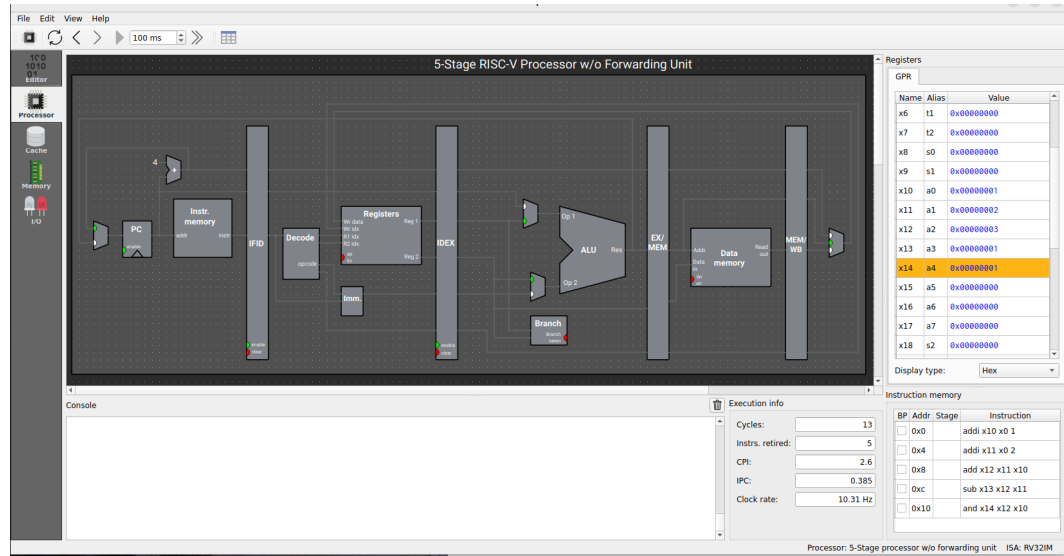 File Edit View Help
100 ms
Editor
Processor
Cache
Memory
I/O
5-Stage RISC-V Processor w/o Forwarding Unit
4
+
PC
enable
Instr.
memory
addr
instr
IFID
enable
clear
Decode
opcode
Registers
Wr data
Wr idx
R1 idx
R2 idx
Reg 1
Reg 2
Imm.
IDEX
enable
clear
Op 1
ALU
Res
Op 2
Branch
Branch
taken
EX/
MEM
Addr.
Data
in
Data
memory
Read
out
MEM/
WB
Registers
GPR
Name Alias Value
x6 t1 0x00000000
x7 t2 0x00000000
x8 s0 0x00000000
x9 s1 0x00000000
x10 a0 0x00000001
x11 a1 0x00000002
x12 a2 0x00000003
x13 a3 0x00000001
x14 a4 0x00000001
x15 a5 0x00000000
x16 a6 0x00000000
x17 a7 0x00000000
x18 s2 0x00000000
Display type: Hex
Console
Execution info
Cycles: 13
Instrs. retired: 5
CPI: 2.6
IPC: 0.385
Clock rate: 10.31 Hz
Instruction memory
BP Addr Stage Instruction
0x0 addi x10 x0 1
0x4 addi x11 x0 2
0x8 add x12 x11 x10
0xc sub x13 x12 x11
0x10 and x14 x12 x10
Processor: 5-Stage processor w/o forwarding unit ISA: RV32IM